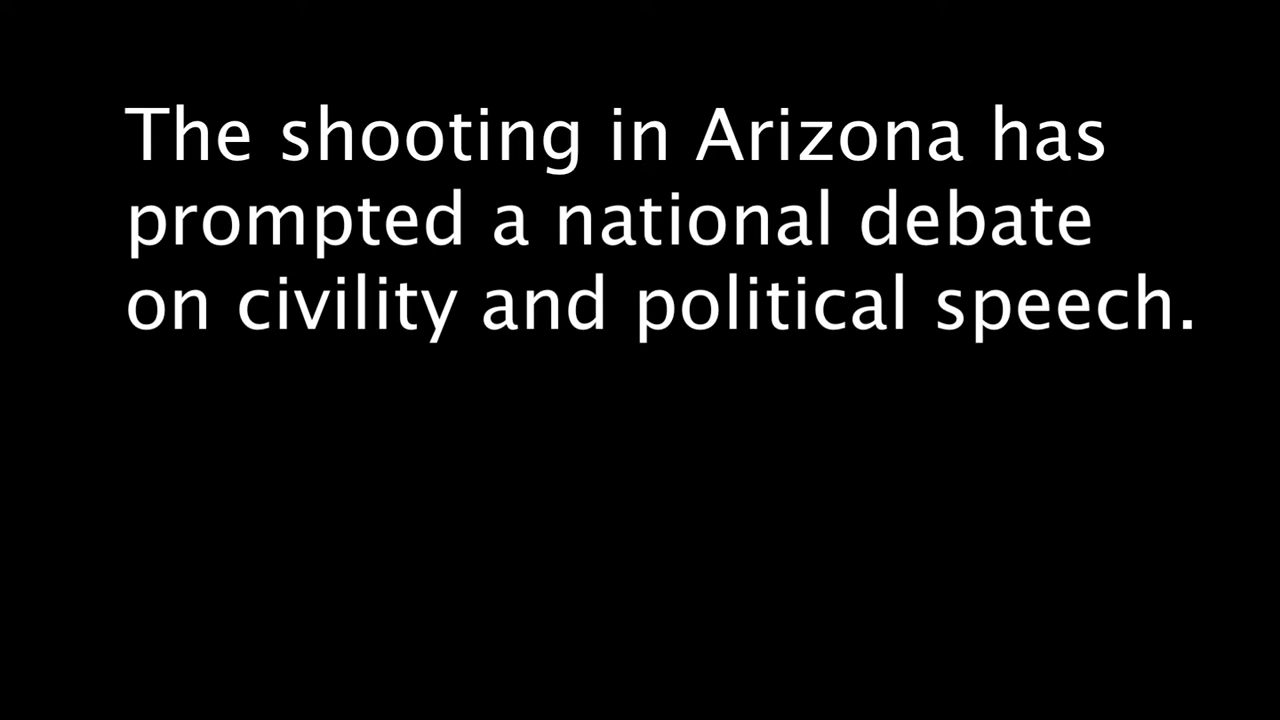 The shooting in Arizona has
prompted a national debate
on civility and political speech.